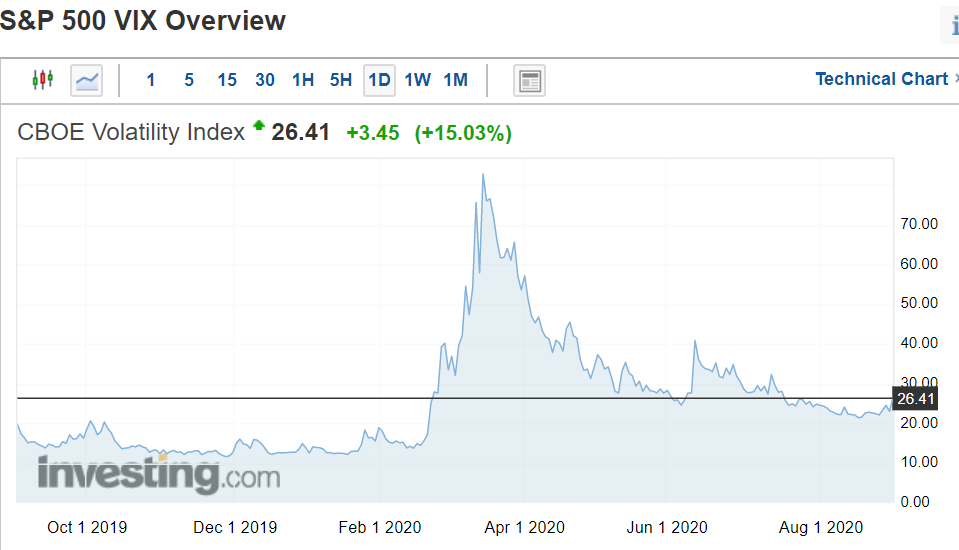 S&P 500 VIX Overview
1 5 15 30 1H 5H 1D 1W 1M Technical Chart
CBOE Volatility Index 26.41 +3.45 (+15.03%)
70.00
60.00
50.00
40.00
30.00
26.41
20.00
10.00
0.00
investing.com
Oct 1 2019 Dec 1 2019 Feb 1 2020 Apr 1 2020 Jun 1 2020 Aug 1 2020